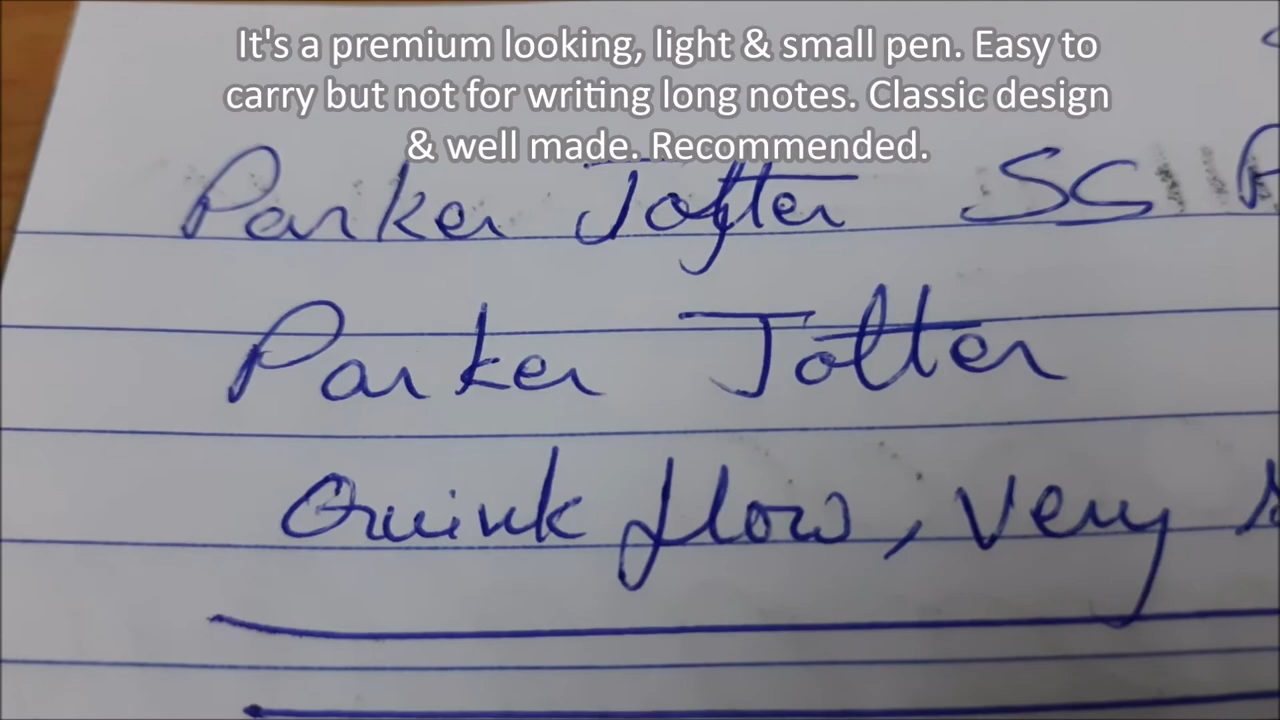 It's a premium looking, light & small pen. Easy to
carry but not for writing long notes. Classic design
& well made. Recommended.
Parker Jotter SS
Parker Jotter
Quink flow, very